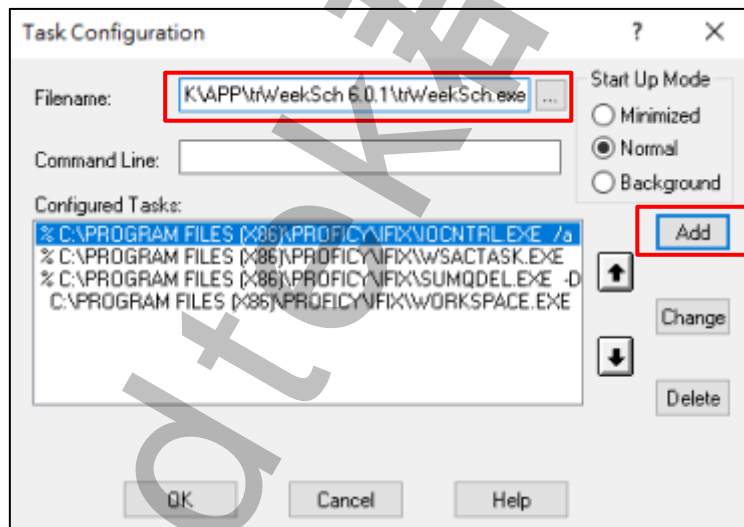 Task Configuration ? ×
Filename: K\APP\trWeekSch 6.0.1\trWeekSch.exe ...
Start Up Mode
Minimized
Normal
Background
Command Line:
Configured Tasks:
% C:\PROGRAM FILES (X86)\PROFICY\IFIX\IOCNTRL.EXE /a
% C:\PROGRAM FILES (X86)\PROFICY\IFIX\WSACTASK.EXE
% C:\PROGRAM FILES (X86)\PROFICY\IFIX\SUMQDEL.EXE -D
C:\PROGRAM FILES (X86)\PROFICY\IFIX\WORKSPACE.EXE
Add
Change
Delete
OK Cancel Help
dtek